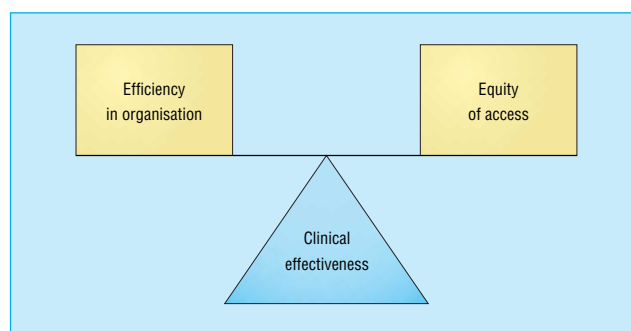 Efficiency
in organisation
Equity
of access
Clinical
effectiveness